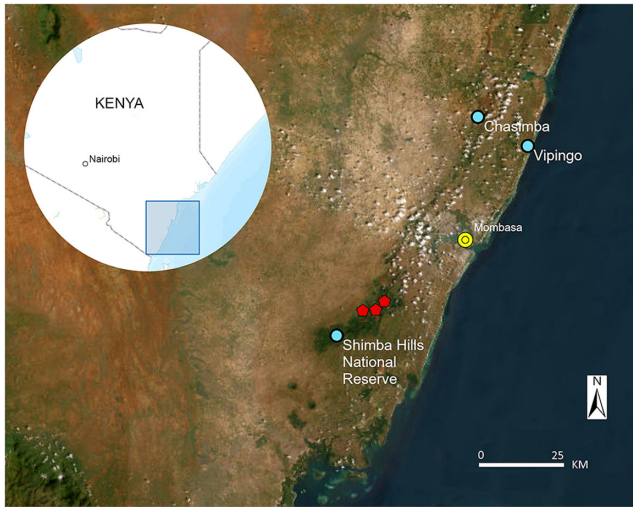 KENYA
Nairobi
Chasimba
Vipingo
Mombasa
Shimba Hills
National
Reserve
N
0 25
KM